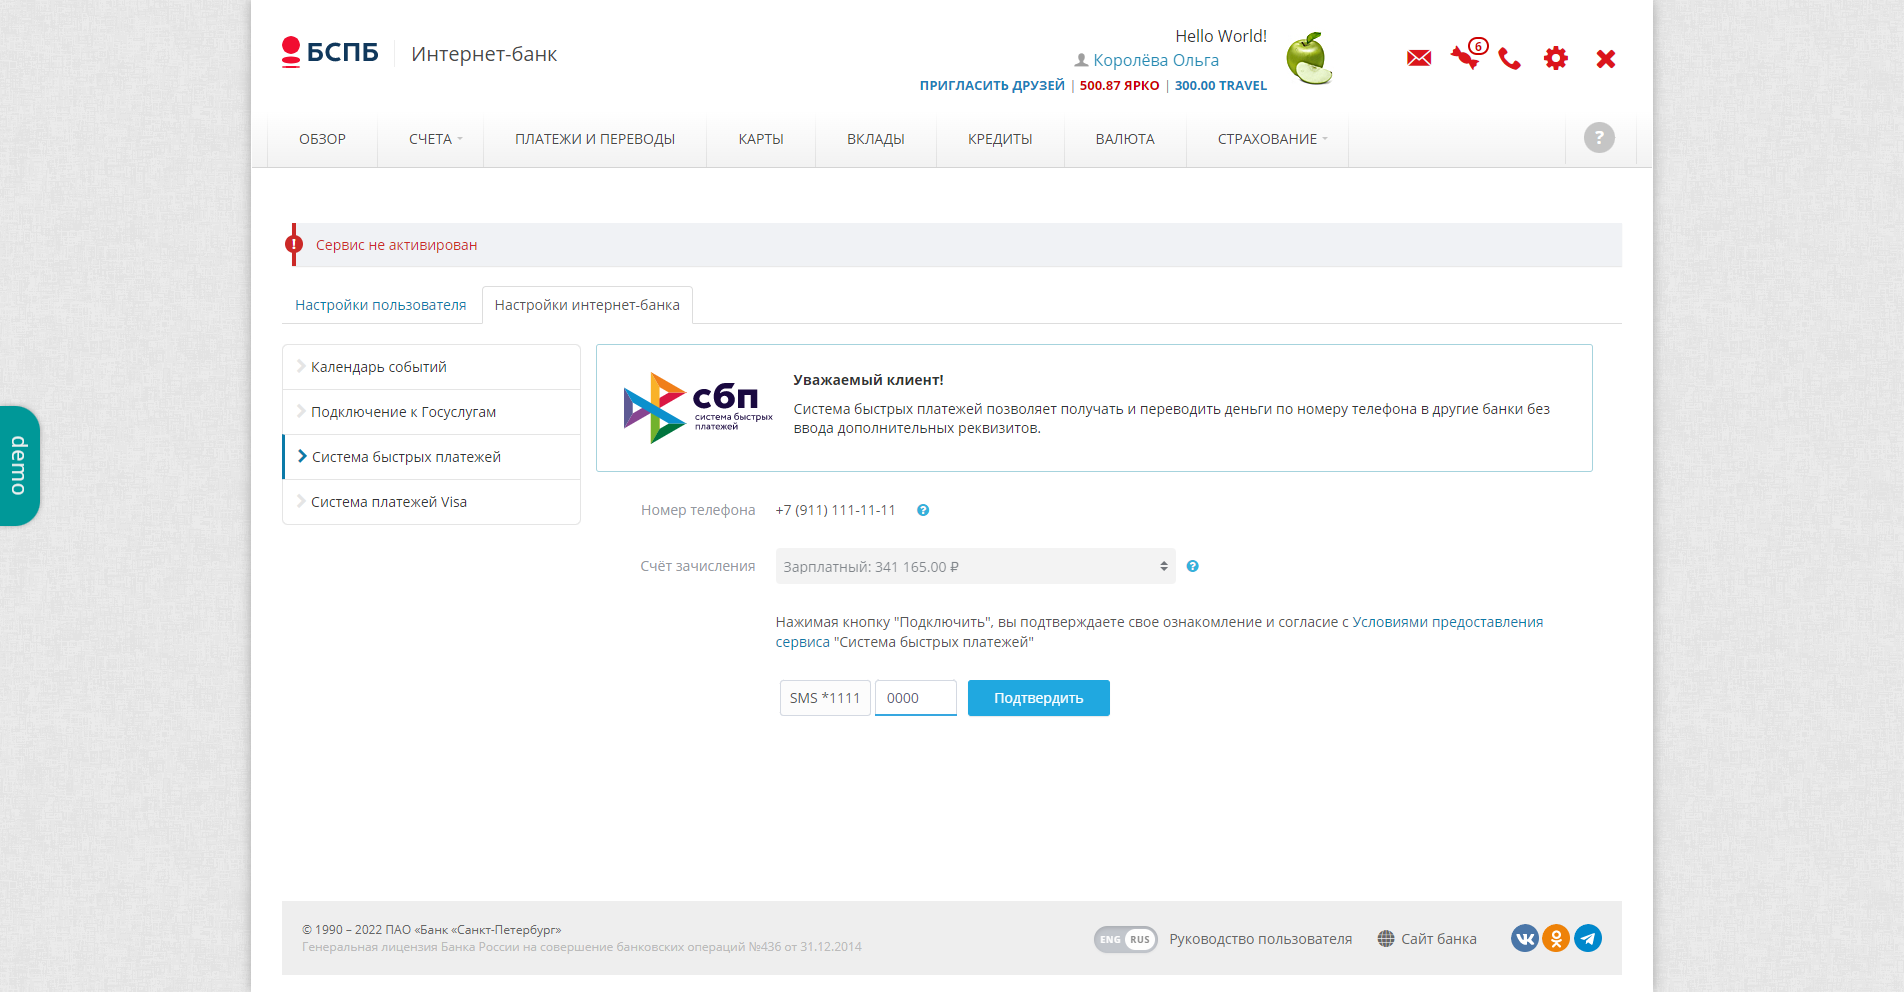 БСПБ
Интернет-банк
Hello World!
Королёва Ольга
ПРИГЛАСИТЬ ДРУЗЕЙ | 500.87 ЯРКО | 300.00 TRAVEL
6
ОБЗОР
СЧЕТА
ПЛАТЕЖИ И ПЕРЕВОДЫ
КАРТЫ
ВКЛАДЫ
КРЕДИТЫ
ВАЛЮТА
СТРАХОВАНИЕ
?
Сервис не активирован
Настройки пользователя
Настройки интернет-банка
Календарь событий
Подключение к Госуслугам
Система быстрых платежей
Система платежей Visa
demo
сбп
система быстрых
платежей
Уважаемый клиент!
Система быстрых платежей позволяет получать и переводить деньги по номеру телефона в другие банки без
ввода дополнительных реквизитов.
Номер телефона
+7 (911) 111-11-11
?
Счёт зачисления
Зарплатный: 341 165.00 ₽
?
Нажимая кнопку "Подключить", вы подтверждаете свое ознакомление и согласие с Условиями предоставления
сервиса "Система быстрых платежей"
SMS *1111
0000
Подтвердить
© 1990 – 2022 ПАО «Банк «Санкт-Петербург»
Генеральная лицензия Банка России на совершение банковских операций №436 от 31.12.2014
ENG RUS
Руководство пользователя
Сайт банка